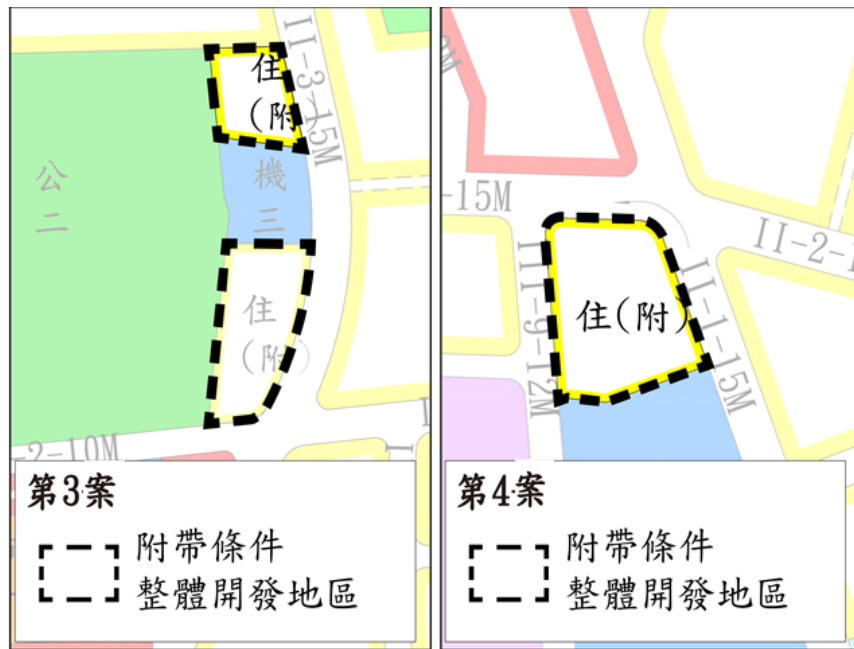 住
(附)
II-3-15M
公
二
機
三
住
(附)
-2-10M
第3案
附帶條件
整體開發地區
-15M
II-2-1
III-9-12M
住(附)
II-1-15M
第4案
附帶條件
整體開發地區